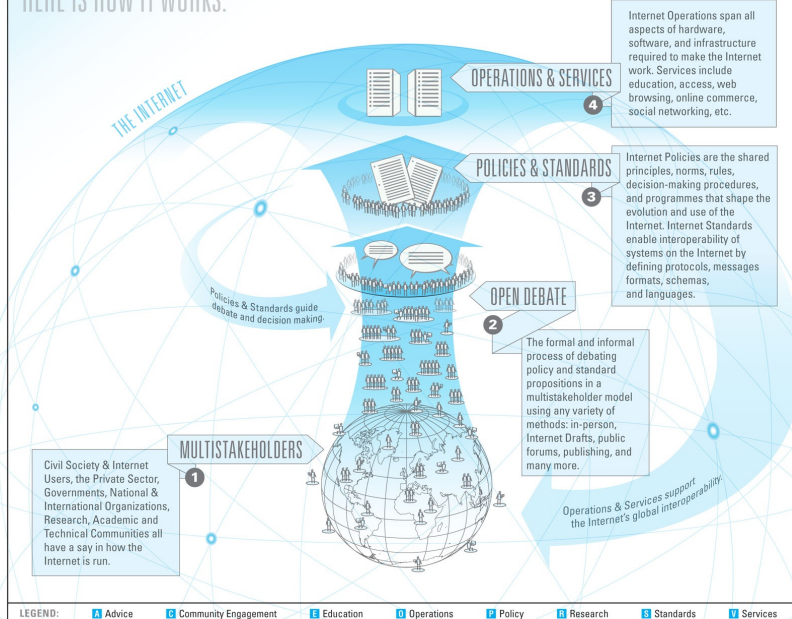 HERE IS HOW IT WORKS:
THE INTERNET
OPERATIONS & SERVICES
4
Internet Operations span all
aspects of hardware,
software, and infrastructure
required to make the Internet
work. Services include
education, access, web
browsing, online commerce,
social networking, etc.
POLICIES & STANDARDS
3
Internet Policies are the shared
principles, norms, rules,
decision-making procedures,
and programmes that shape the
evolution and use of the
Internet. Internet Standards
enable interoperability of
systems on the Internet by
defining protocols, messages
formats, schemas,
and languages.
Policies & Standards guide
debate and decision making.
OPEN DEBATE
2
The formal and informal
process of debating
policy and standard
propositions in a
multistakeholder model
using any variety of
methods: in-person,
Internet Drafts, public
forums, publishing, and
many more.
MULTISTAKEHOLDERS
1
Civil Society & Internet
Users, the Private Sector,
Governments, National &
International Organizations,
Research, Academic and
Technical Communities all
have a say in how the
Internet is run.
Operations & Services support
the Internet's global interoperability.
LEGEND: A Advice C Community Engagement E Education O Operations P Policy R Research S Standards V Services